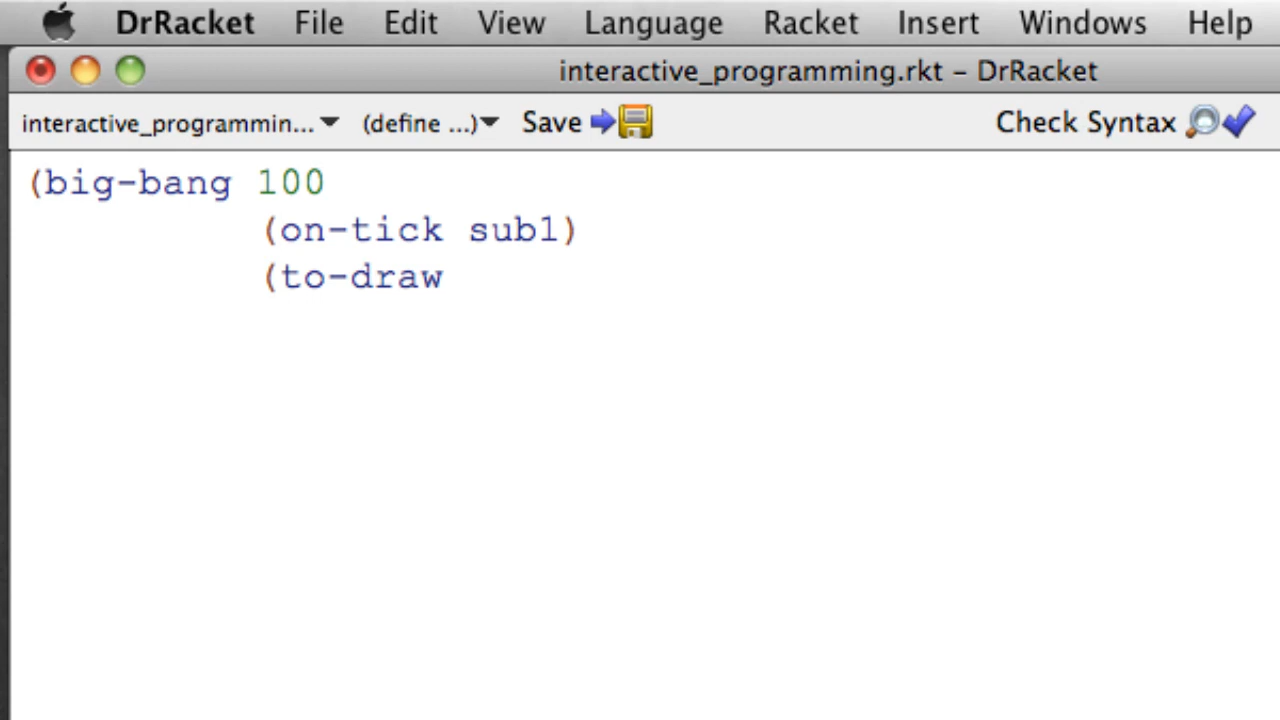 DrRacket File Edit View Language Racket Insert Windows Help
interactive_programming.rkt - DrRacket
interactive_programmin... (define ...) Save Check Syntax
(big-bang 100
(on-tick sub1)
(to-draw